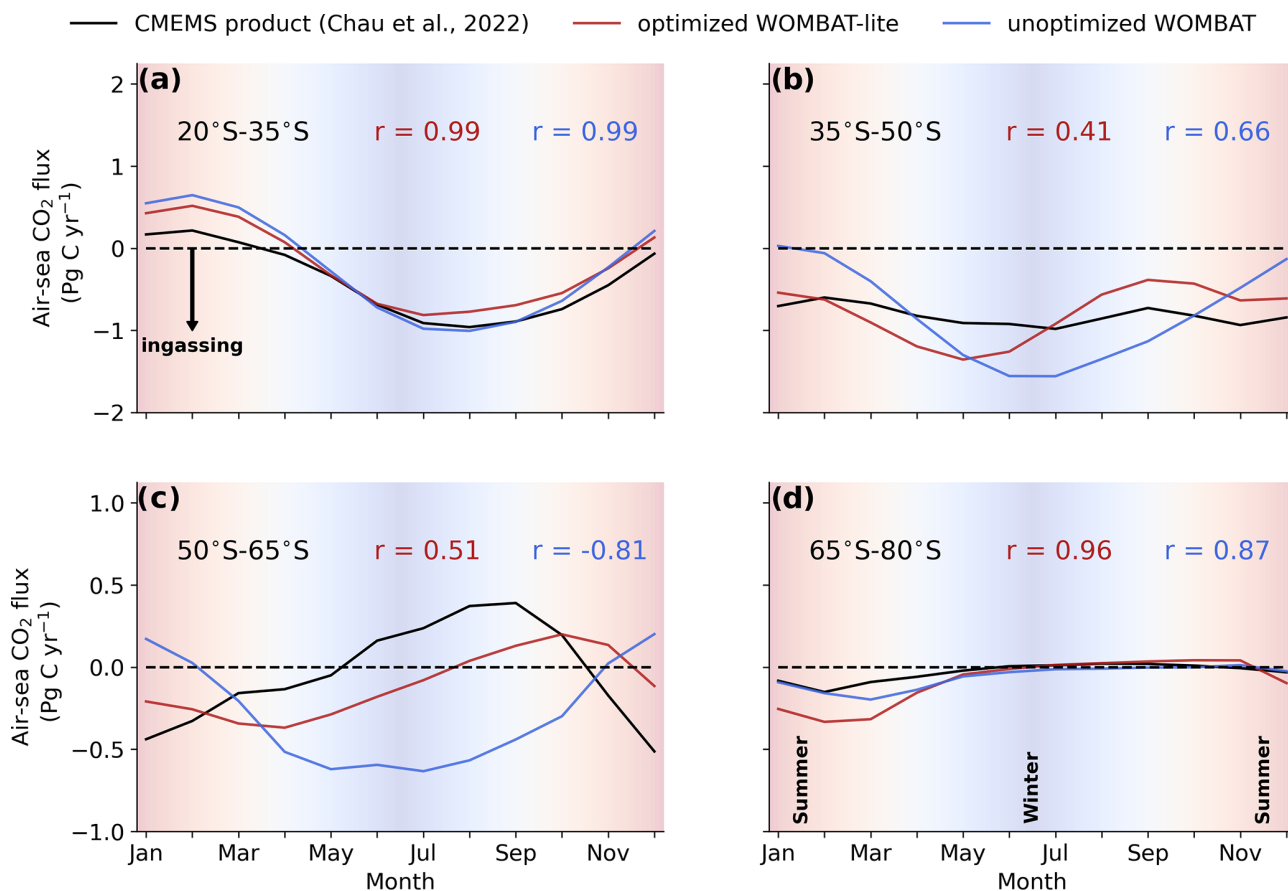 CMEMS product (Chau et al., 2022) optimized WOMBAT-lite unoptimized WOMBAT
(a)
20°S-35°S r = 0.99 r = 0.99
2
1
0
−1
−2
Air-sea CO₂ flux
(Pg C yr⁻¹)
ingassing
(b)
35°S-50°S r = 0.41 r = 0.66
(c)
50°S-65°S r = 0.51 r = -0.81
1.0
0.5
0.0
−0.5
−1.0
Air-sea CO₂ flux
(Pg C yr⁻¹)
Jan Mar May Jul Sep Nov
Month
(d)
65°S-80°S r = 0.96 r = 0.87
Summer
Winter
Summer
Jan Mar May Jul Sep Nov
Month